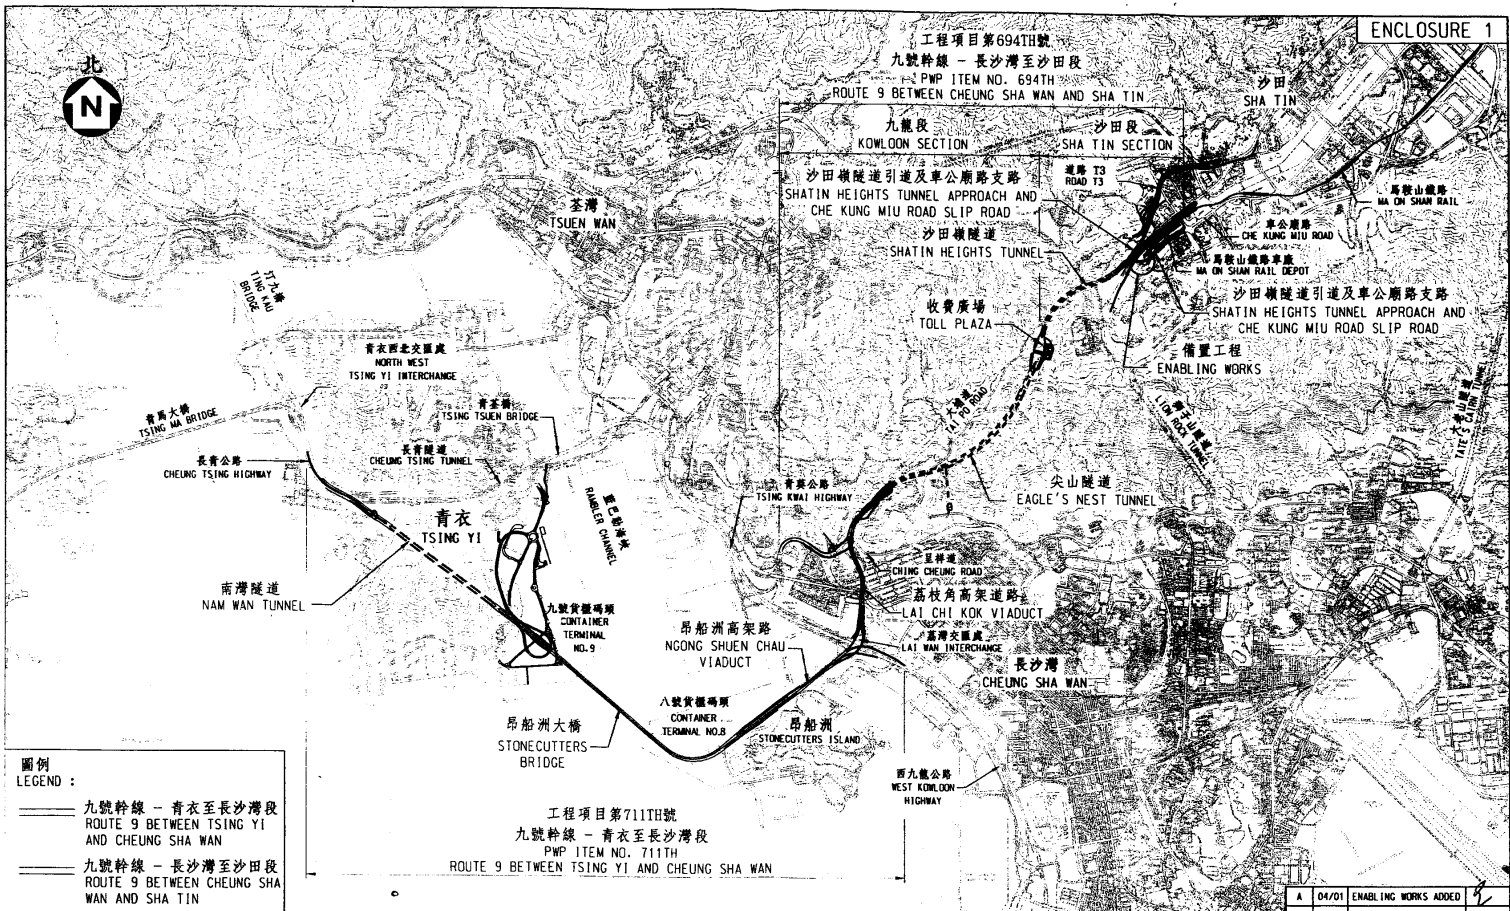 ENCLOSURE 1
北
N
工程項目第694TH號
九號幹線 - 長沙灣至沙田段
PWP ITEM NO. 694TH
ROUTE 9 BETWEEN CHEUNG SHA WAN AND SHA TIN
沙田
SHA TIN
九龍段
KOWLOON SECTION
沙田段
SHA TIN SECTION
道路 T3
ROAD T3
沙田嶺隧道引道及車公廟路支路
SHATIN HEIGHTS TUNNEL APPROACH AND
CHE KUNG MIU ROAD SLIP ROAD
沙田嶺隧道
SHATIN HEIGHTS TUNNEL
馬鞍山鐵路
MA ON SHAN RAIL
車公廟路
CHE KUNG MIU ROAD
馬鞍山鐵路車廠
MA ON SHAN RAIL DEPOT
沙田嶺隧道引道及車公廟路支路
SHATIN HEIGHTS TUNNEL APPROACH AND
CHE KUNG MIU ROAD SLIP ROAD
荃灣
TSUEN WAN
收費廣場
TOLL PLAZA
備置工程
ENABLING WORKS
汀九橋
TING KAU
BRIDGE
青衣西北交匯處
NORTH WEST
TSING YI INTERCHANGE
青馬大橋
TSING MA BRIDGE
青荃橋
TSING TSUEN BRIDGE
長青公路
CHEUNG TSING HIGHWAY
長青隧道
CHEUNG TSING TUNNEL
大埔道
TAI PO ROAD
獅子山隧道
LION ROCK TUNNEL
大老山隧道
TATE'S CAIRN TUNNEL
青葵公路
TSING KWAI HIGHWAY
尖山隧道
EAGLE'S NEST TUNNEL
青衣
TSING YI
藍巴勒海峽
RAMBLER CHANNEL
呈祥道
CHING CHEUNG ROAD
荔枝角高架道路
LAI CHI KOK VIADUCT
南灣隧道
NAM WAN TUNNEL
九號貨櫃碼頭
CONTAINER
TERMINAL
NO.9
昂船洲高架路
NGONG SHUEN CHAU
VIADUCT
荔灣交匯處
LAI WAN INTERCHANGE
長沙灣
CHEUNG SHA WAN
八號貨櫃碼頭
CONTAINER
TERMINAL NO.8
昂船洲
STONECUTTERS ISLAND
昂船洲大橋
STONECUTTERS
BRIDGE
西九龍公路
WEST KOWLOON
HIGHWAY
工程項目第711TH號
九號幹線 - 青衣至長沙灣段
PWP ITEM NO. 711TH
ROUTE 9 BETWEEN TSING YI AND CHEUNG SHA WAN
圖例
LEGEND :
九號幹線 - 青衣至長沙灣段
ROUTE 9 BETWEEN TSING YI
AND CHEUNG SHA WAN
九號幹線 - 長沙灣至沙田段
ROUTE 9 BETWEEN CHEUNG SHA
WAN AND SHA TIN
A 04/01 ENABLING WORKS ADDED